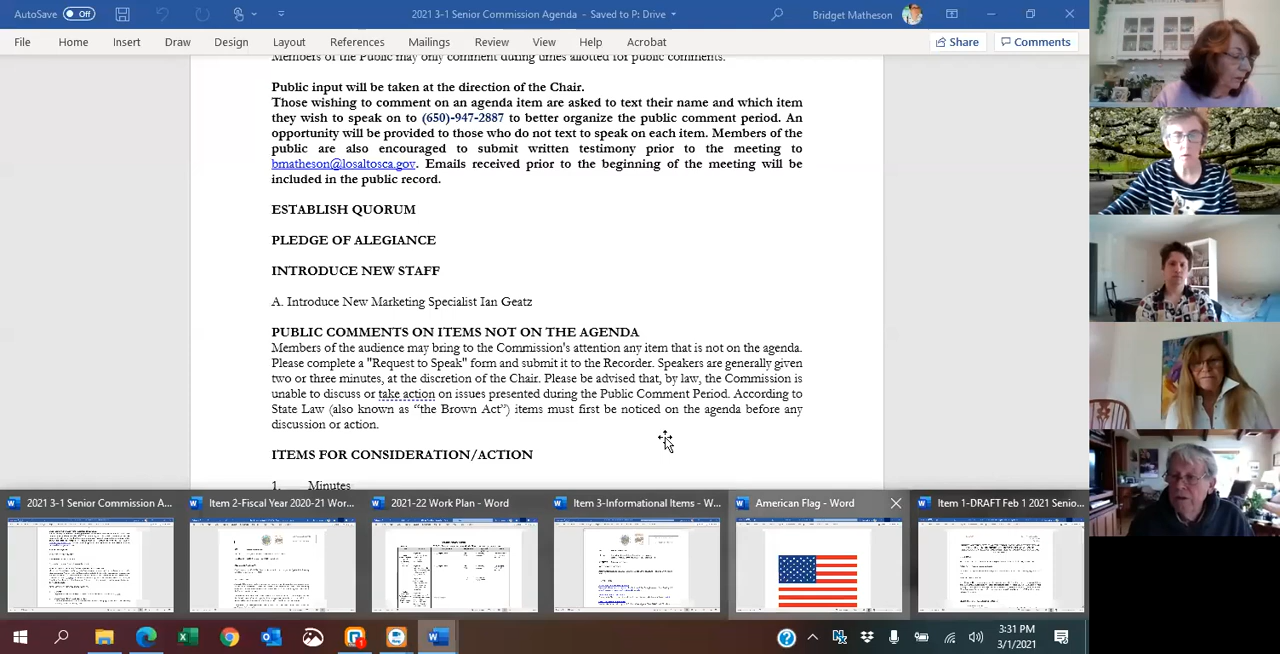 AutoSave Off 2021 3-1 Senior Commission Agenda - Saved to P: Drive Bridget Matheson
File Home Insert Draw Design Layout References Mailings Review View Help Acrobat Share Comments
Members of the Public may only comment during times allotted for public comments.
Public input will be taken at the direction of the Chair.
Those wishing to comment on an agenda item are asked to text their name and which item
they wish to speak on to (650)-947-2887 to better organize the public comment period. An
opportunity will be provided to those who do not text to speak on each item. Members of the
public are also encouraged to submit written testimony prior to the meeting to
bmatheson@losaltosca.gov. Emails received prior to the beginning of the meeting will be
included in the public record.
ESTABLISH QUORUM
PLEDGE OF ALEGIANCE
INTRODUCE NEW STAFF
A. Introduce New Marketing Specialist Ian Geatz
PUBLIC COMMENTS ON ITEMS NOT ON THE AGENDA
Members of the audience may bring to the Commission's attention any item that is not on the agenda.
Please complete a "Request to Speak" form and submit it to the Recorder. Speakers are generally given
two or three minutes, at the discretion of the Chair. Please be advised that, by law, the Commission is
unable to discuss or take action on issues presented during the Public Comment Period. According to
State Law (also known as “the Brown Act”) items must first be noticed on the agenda before any
discussion or action.
ITEMS FOR CONSIDERATION/ACTION
1. Minutes
2021 3-1 Senior Commission A... Item 2-Fiscal Year 2020-21 Wor... 2021-22 Work Plan - Word Item 3-Informational Items - W... American Flag - Word Item 1-DRAFT Feb 1 2021 Senio...
3:31 PM
3/1/2021